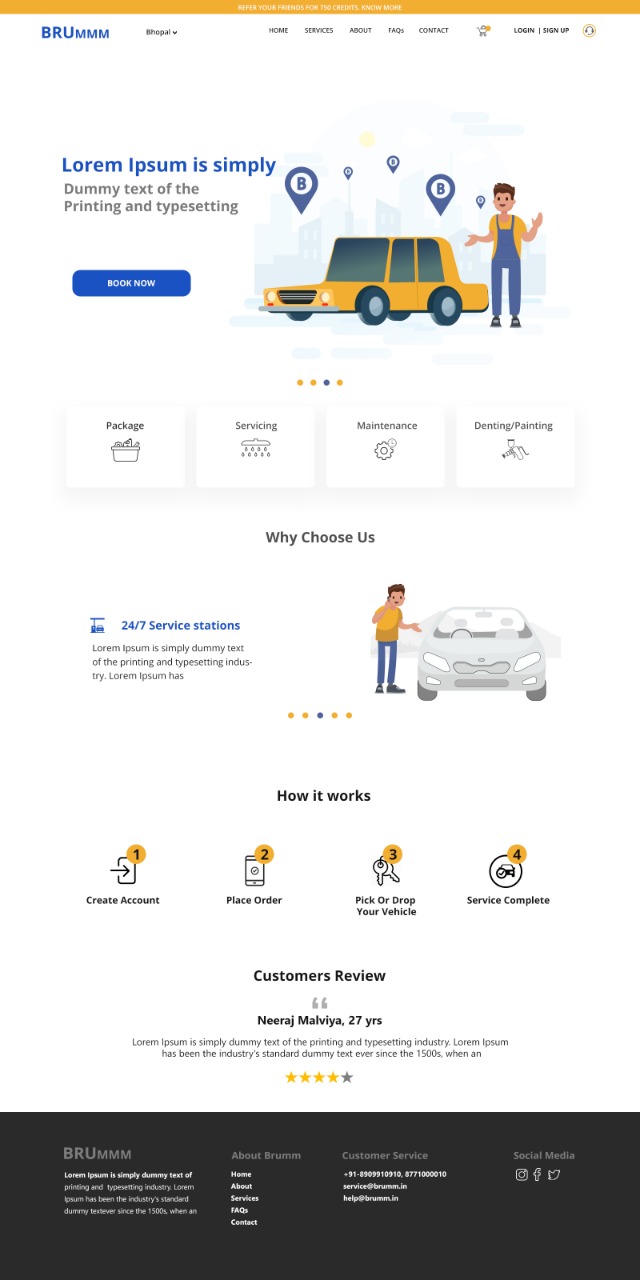 REFER YOUR FRIENDS FOR 750 CREDITS. KNOW MORE
BRUMMM
Bhopal
HOME SERVICES ABOUT FAQs CONTACT
LOGIN | SIGN UP
Lorem Ipsum is simply
Dummy text of the
Printing and typesetting
B
B
B
B
B
BOOK NOW
Package
Servicing
Maintenance
Denting/Painting
Why Choose Us
24/7 Service stations
Lorem Ipsum is simply dummy text
of the printing and typesetting indus-
try. Lorem Ipsum has
How it works
1
Create Account
2
Place Order
3
Pick Or Drop
Your Vehicle
4
Service Complete
Customers Review
“
Neeraj Malviya, 27 yrs
Lorem Ipsum is simply dummy text of the printing and typesetting industry. Lorem Ipsum
has been the industry's standard dummy text ever since the 1500s, when an
BRUMMM
Lorem Ipsum is simply dummy text of
printing and typesetting industry. Lorem
Ipsum has been the industry's standard
dummy textever since the 1500s, when an
About Brumm
Home
About
Services
FAQs
Contact
Customer Service
+91-8909910910, 8771000010
service@brumm.in
help@brumm.in
Social Media